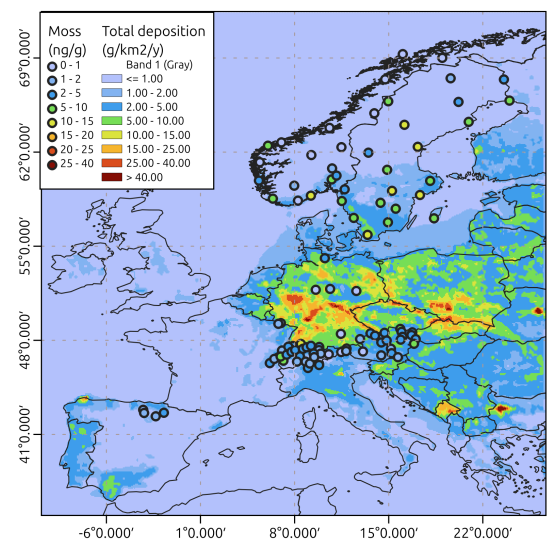 Moss
(ng/g)
0 - 1
1 - 2
2 - 5
5 - 10
10 - 15
15 - 20
20 - 25
25 - 40
Total deposition
(g/km2/y)
Band 1 (Gray)
<= 1.00
1.00 - 2.00
2.00 - 5.00
5.00 - 10.00
10.00 - 15.00
15.00 - 25.00
25.00 - 40.00
> 40.00
69°0.000′
62°0.000′
55°0.000′
48°0.000′
41°0.000′
-6°0.000′ 1°0.000′ 8°0.000′ 15°0.000′ 22°0.000′